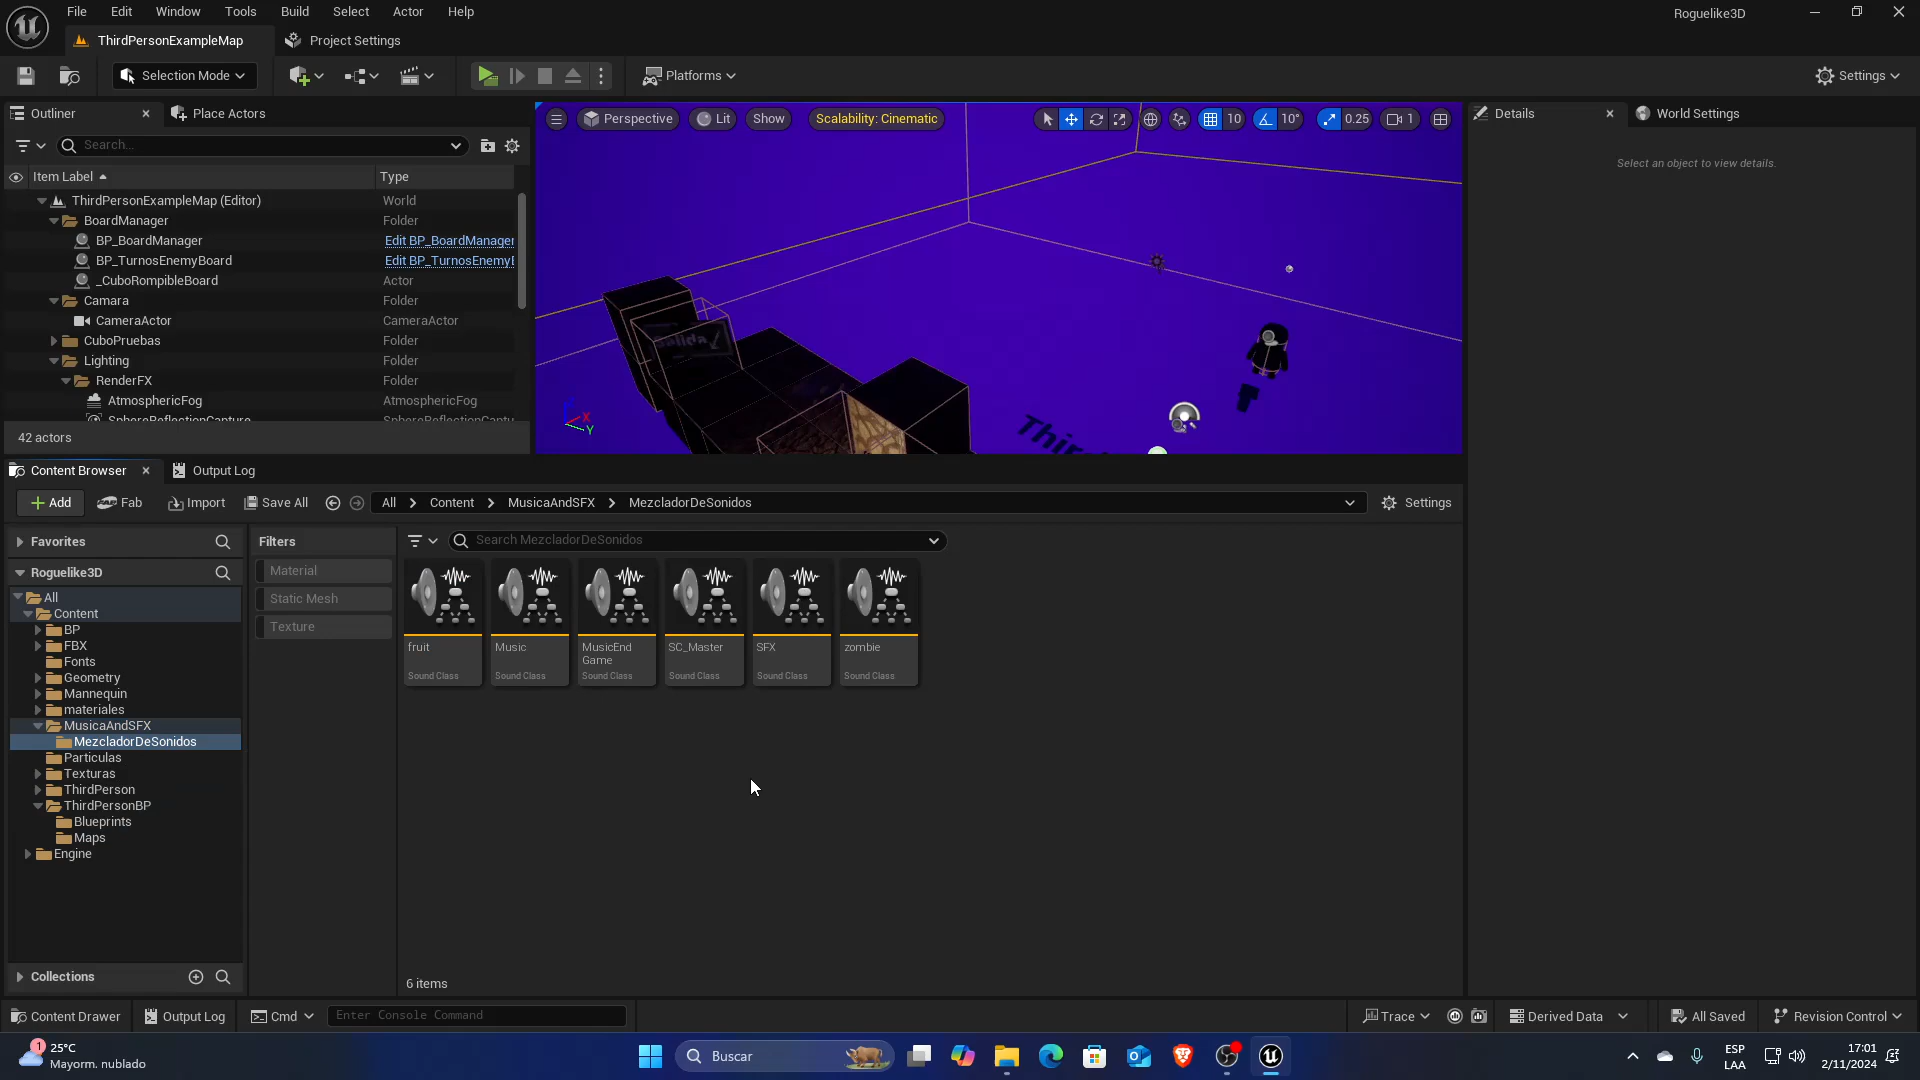 File Edit Window Tools Build Select Actor Help
Roguelike3D
ThirdPersonExampleMap
Project Settings
Selection Mode
Platforms
Settings
Outliner
Place Actors
Search...
Item Label
Type
ThirdPersonExampleMap (Editor) World
BoardManager Folder
BP_BoardManager Edit BP_BoardManager
BP_TurnosEnemyBoard Edit BP_TurnosEnemyB
_CuboRompibleBoard Actor
Camara Folder
CameraActor CameraActor
CuboPruebas Folder
Lighting Folder
RenderFX Folder
AtmosphericFog AtmosphericFog
SphereReflectionCapture SphereReflectionCaptu
42 actors
Perspective
Lit
Show
Scalability: Cinematic
10
10°
0.25
1
Salida
Thir
X
Y
Details
World Settings
Select an object to view details.
Content Browser
Output Log
Add
Fab
Import
Save All
All
Content
MusicaAndSFX
MezcladorDeSonidos
Settings
Favorites
Roguelike3D
All
Content
BP
FBX
Fonts
Geometry
Mannequin
materiales
MusicaAndSFX
MezcladorDeSonidos
Particulas
Texturas
ThirdPerson
ThirdPersonBP
Blueprints
Maps
Engine
Collections
Filters
Material
Static Mesh
Texture
Search MezcladorDeSonidos
fruit
Sound Class
Music
Sound Class
MusicEnd
Game
Sound Class
SC_Master
Sound Class
SFX
Sound Class
zombie
Sound Class
6 items
Content Drawer
Output Log
Cmd
Enter Console Command
Trace
Derived Data
All Saved
Revision Control
1
25°C
Mayorm. nublado
Buscar
ESP
LAA
17:01
2/11/2024